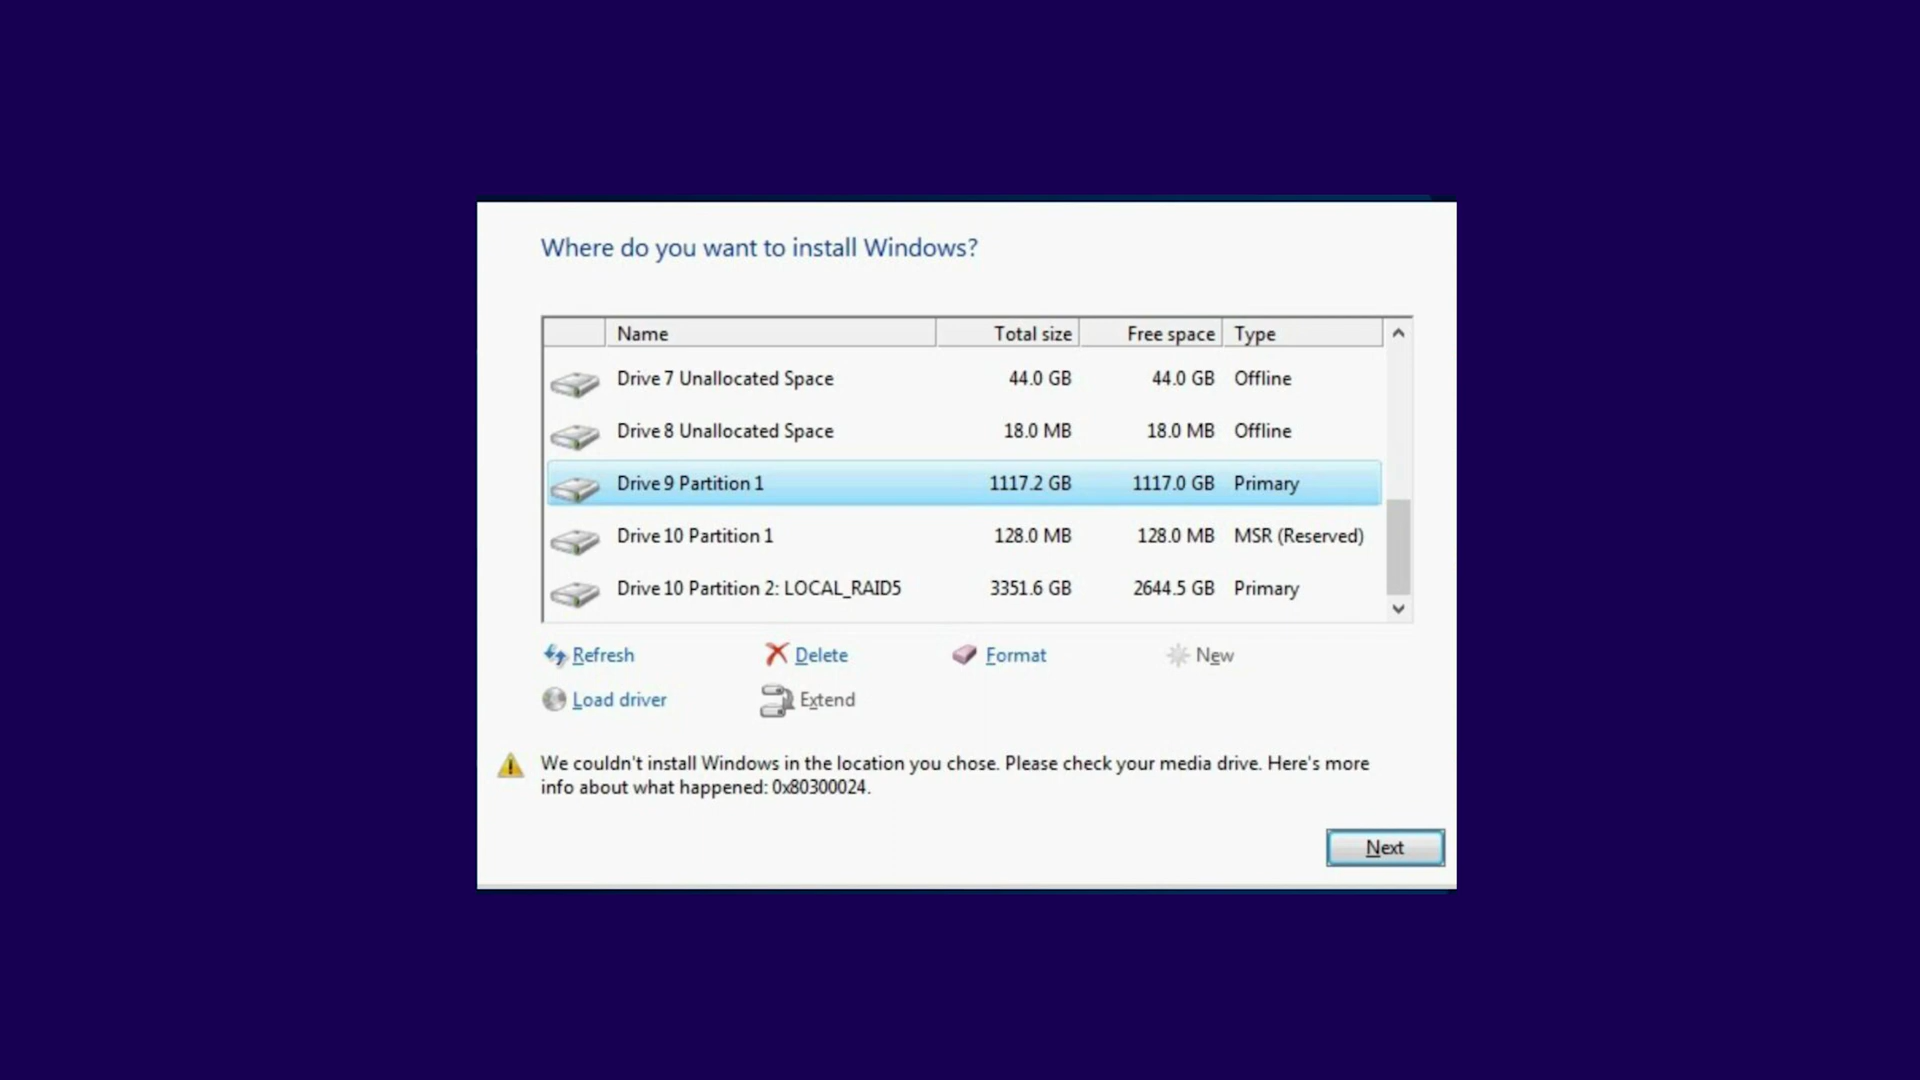 Where do you want to install Windows?
Name Total size Free space Type
Drive 7 Unallocated Space 44.0 GB 44.0 GB Offline
Drive 8 Unallocated Space 18.0 MB 18.0 MB Offline
Drive 9 Partition 1 1117.2 GB 1117.0 GB Primary
Drive 10 Partition 1 128.0 MB 128.0 MB MSR (Reserved)
Drive 10 Partition 2: LOCAL_RAID5 3351.6 GB 2644.5 GB Primary
Refresh Delete Format New
Load driver Extend
We couldn't install Windows in the location you chose. Please check your media drive. Here's more
info about what happened: 0x80300024.
Next